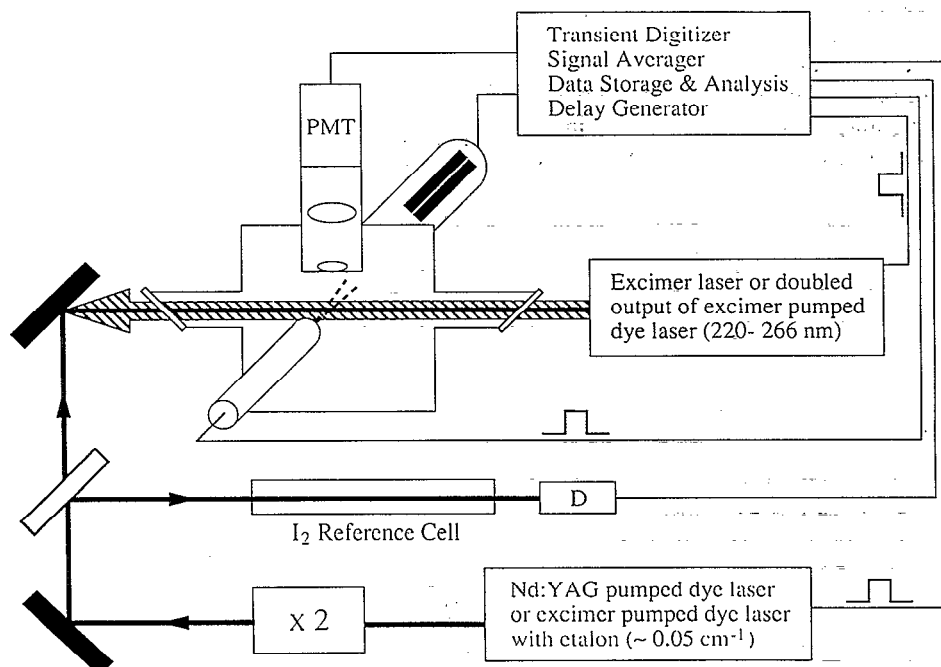 Transient Digitizer
Signal Averager
Data Storage & Analysis
Delay Generator
PMT
Excimer laser or doubled
output of excimer pumped
dye laser (220- 266 nm)
D
I₂ Reference Cell
X 2
Nd:YAG pumped dye laser
or excimer pumped dye laser
with etalon (~ 0.05 cm⁻¹)